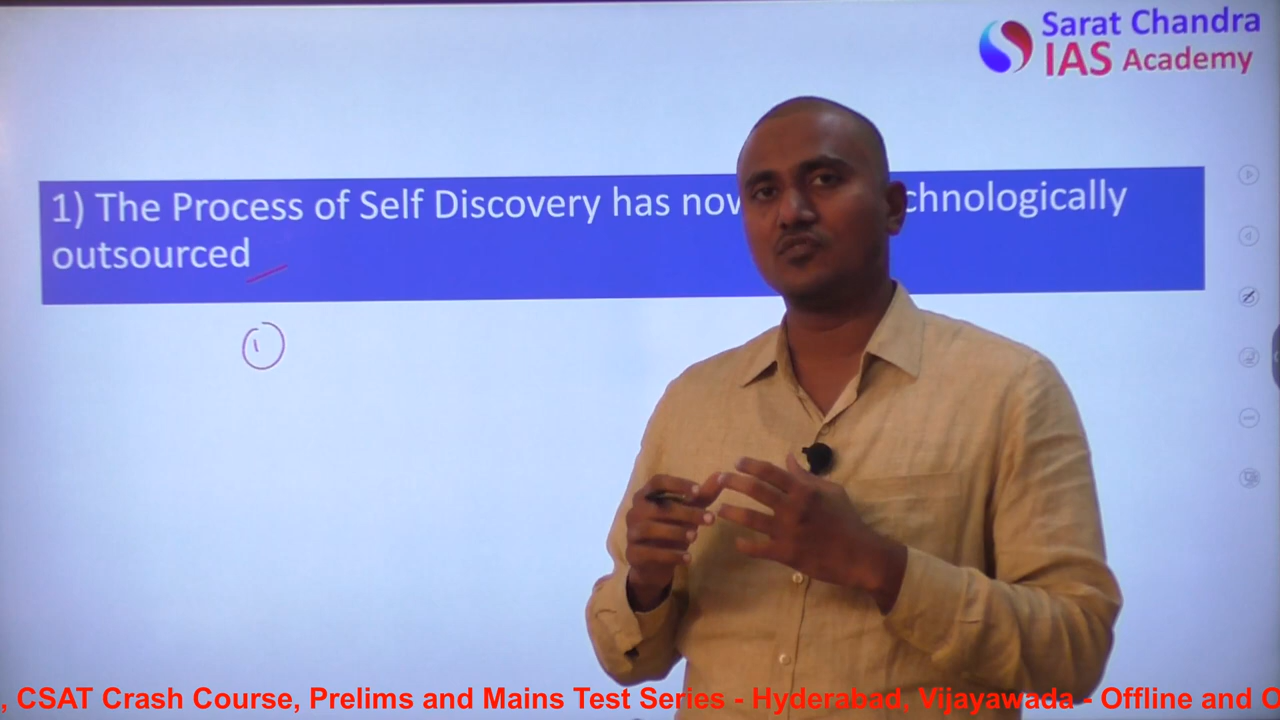 Sarat Chandra
IAS Academy
1) The Process of Self Discovery has now chnologically
outsourced
1
, CSAT Crash Course, Prelims and Mains Test Series - Hyderabad, Vijayawada - Offline and O